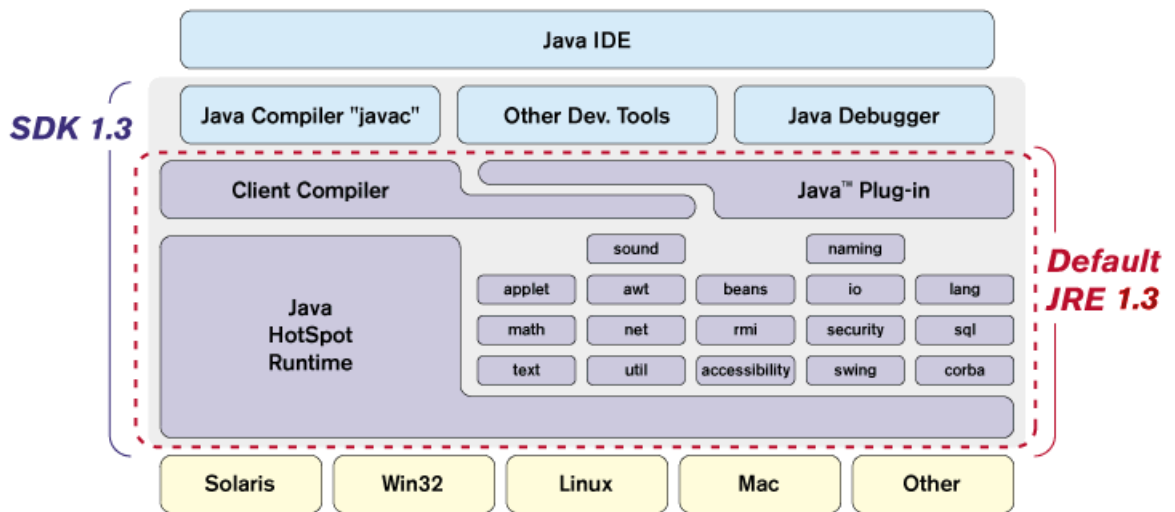 Java IDE
SDK 1.3
Java Compiler "javac"
Other Dev. Tools
Java Debugger
Client Compiler
Java™ Plug-in
Default
JRE 1.3
Java
HotSpot
Runtime
sound
naming
applet
awt
beans
io
lang
math
net
rmi
security
sql
text
util
accessibility
swing
corba
Solaris
Win32
Linux
Mac
Other